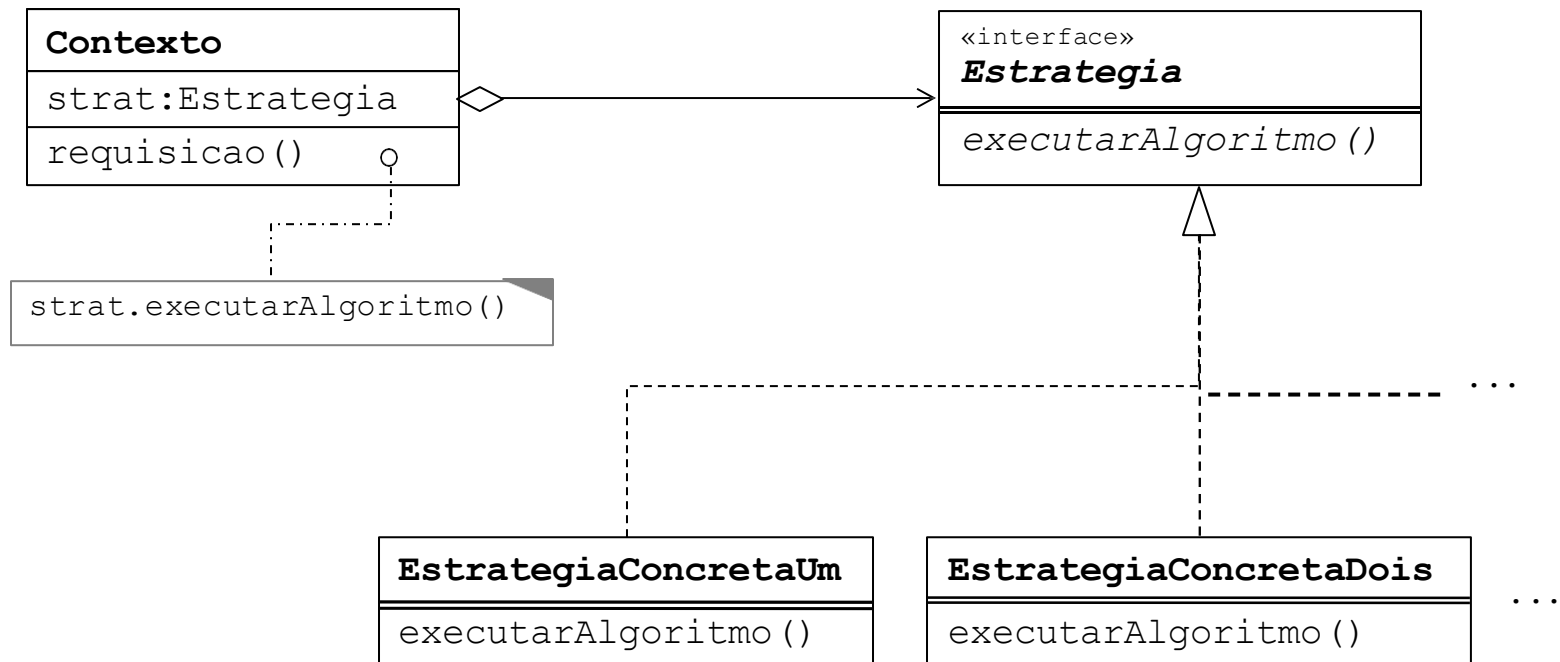 Contexto
strat:Estrategia
requisicao()
strat.executarAlgoritmo()
«interface»
Estrategia
executarAlgoritmo()
...
EstrategiaConcretaUm
executarAlgoritmo()
EstrategiaConcretaDois
executarAlgoritmo()
...